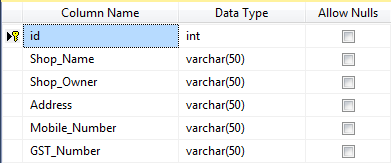 Column Name Data Type Allow Nulls
id int
Shop_Name varchar(50)
Shop_Owner varchar(50)
Address varchar(50)
Mobile_Number varchar(50)
GST_Number varchar(50)